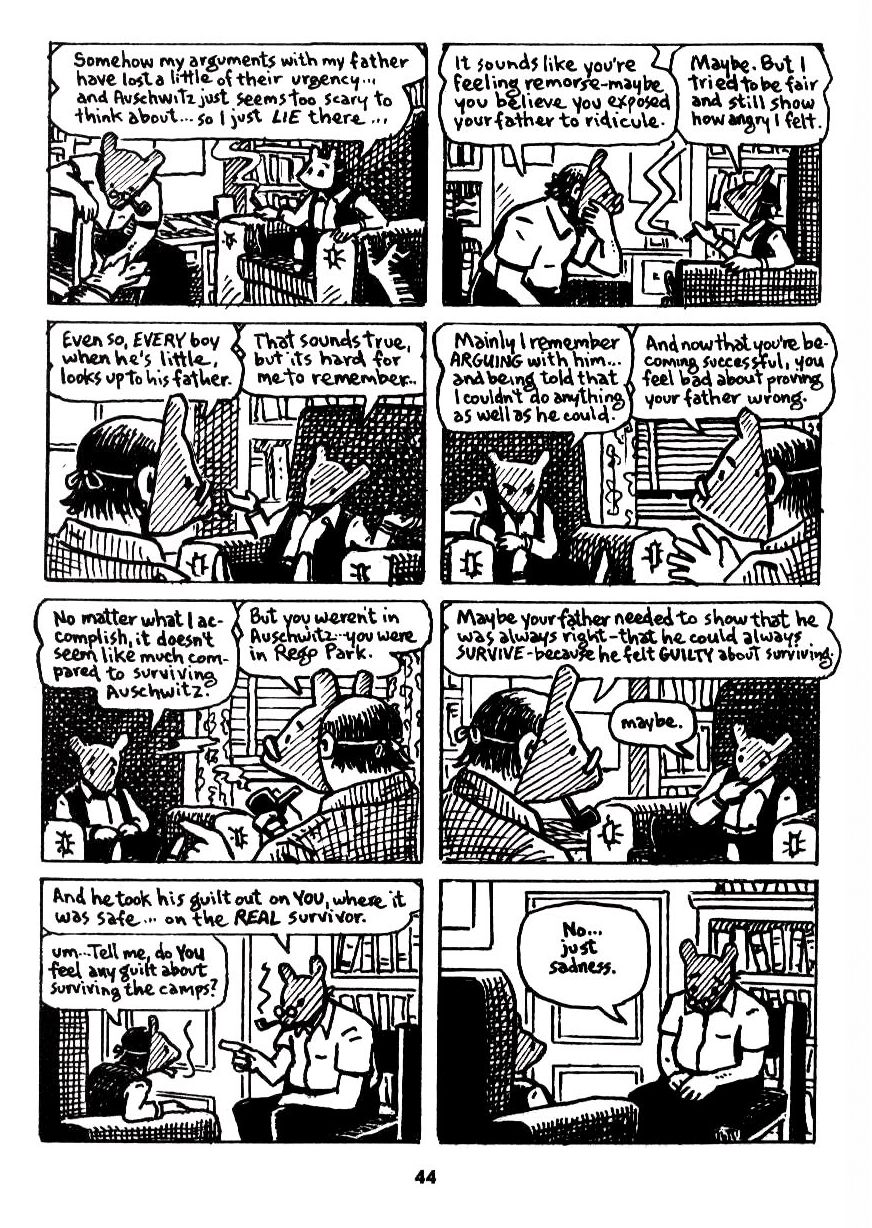 Somehow my arguments with my father
have lost a little of their urgency...
and Auschwitz just seems too scary to
think about... so I just LIE there...
It sounds like you're
feeling remorse-maybe
you believe you exposed
your father to ridicule.
Maybe. But I
tried to be fair
and still show
how angry I felt.
Even so, EVERY boy
when he's little,
looks up to his father.
That sounds true,
but it's hard for
me to remember..
Mainly I remember
ARGUING with him...
and being told that
I couldn't do anything
as well as he could.
And now that you're be-
coming successful, you
feel bad about proving
your father wrong.
No matter what I ac-
complish, it doesn't
seem like much com-
pared to surviving
Auschwitz.
But you weren't in
Auschwitz...you were
in Rego Park.
Maybe your father needed to show that he
was always right-that he could always
SURVIVE-because he felt GUILTY about surviving.
maybe..
And he took his guilt out on YOU, where it
was safe... on the REAL survivor.
um...Tell me, do YOU
feel any guilt about
surviving the camps?
No...
just
sadness.
44